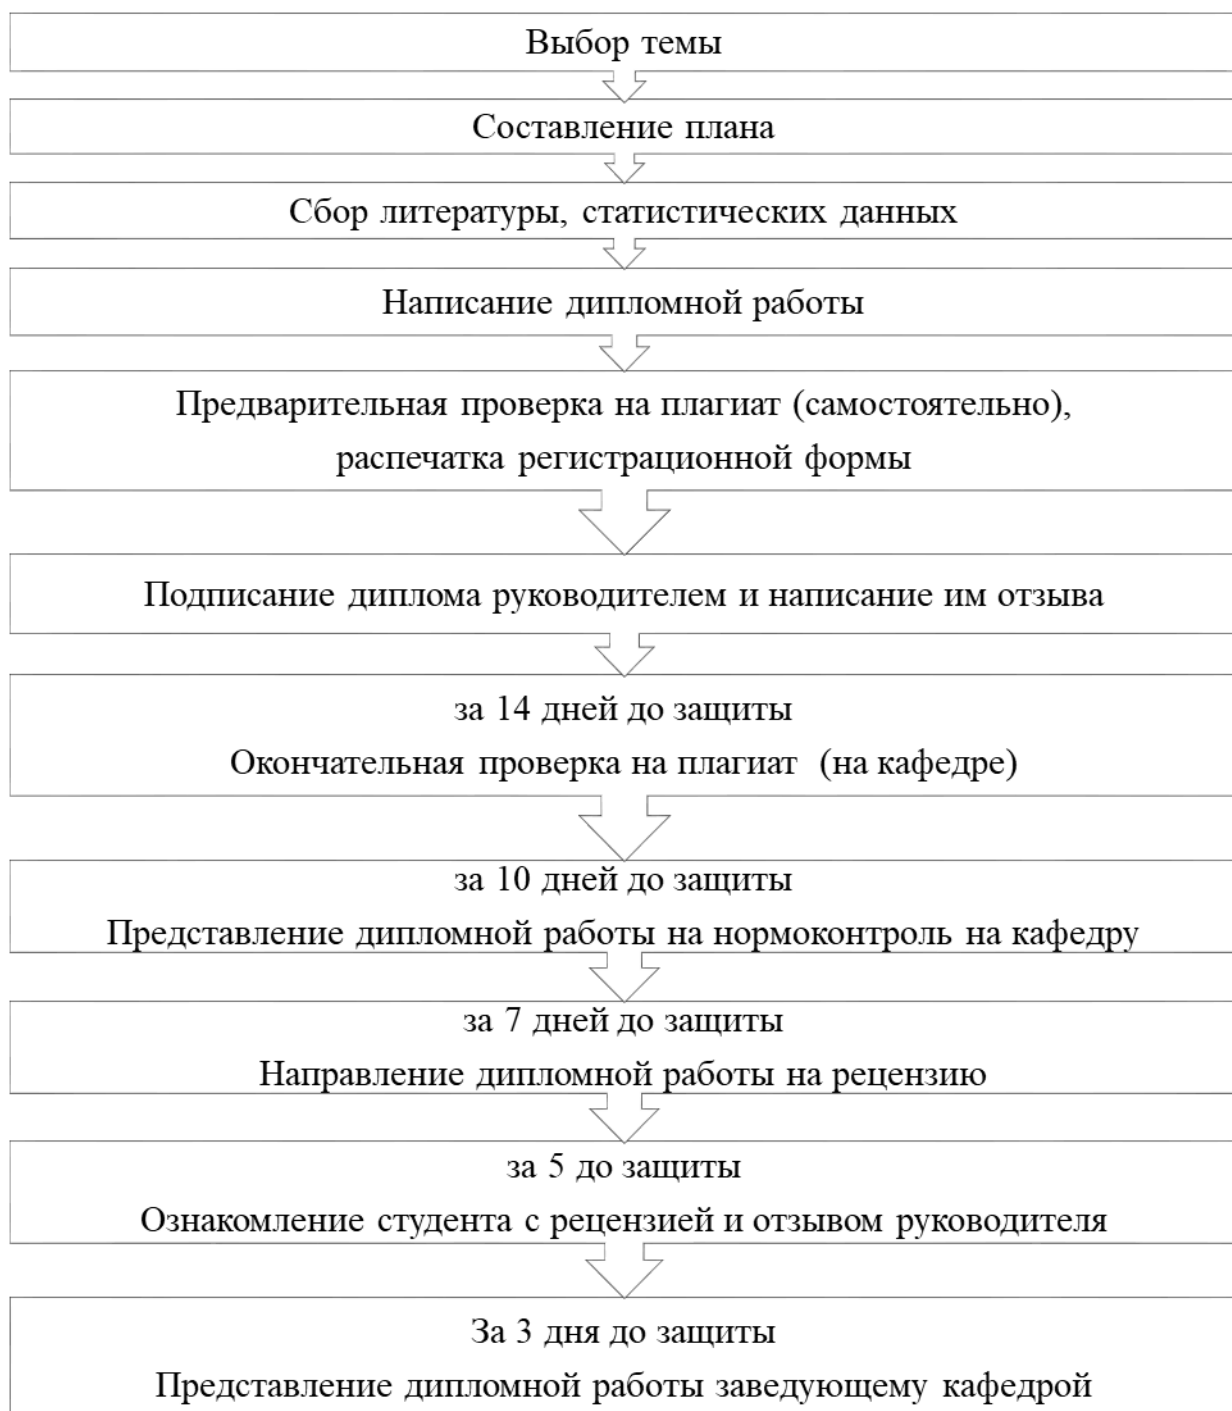 Выбор темы
Составление плана
Сбор литературы, статистических данных
Написание дипломной работы
Предварительная проверка на плагиат (самостоятельно),
распечатка регистрационной формы
Подписание диплома руководителем и написание им отзыва
за 14 дней до защиты
Окончательная проверка на плагиат (на кафедре)
за 10 дней до защиты
Представление дипломной работы на нормоконтроль на кафедру
за 7 дней до защиты
Направление дипломной работы на рецензию
за 5 до защиты
Ознакомление студента с рецензией и отзывом руководителя
За 3 дня до защиты
Представление дипломной работы заведующему кафедрой